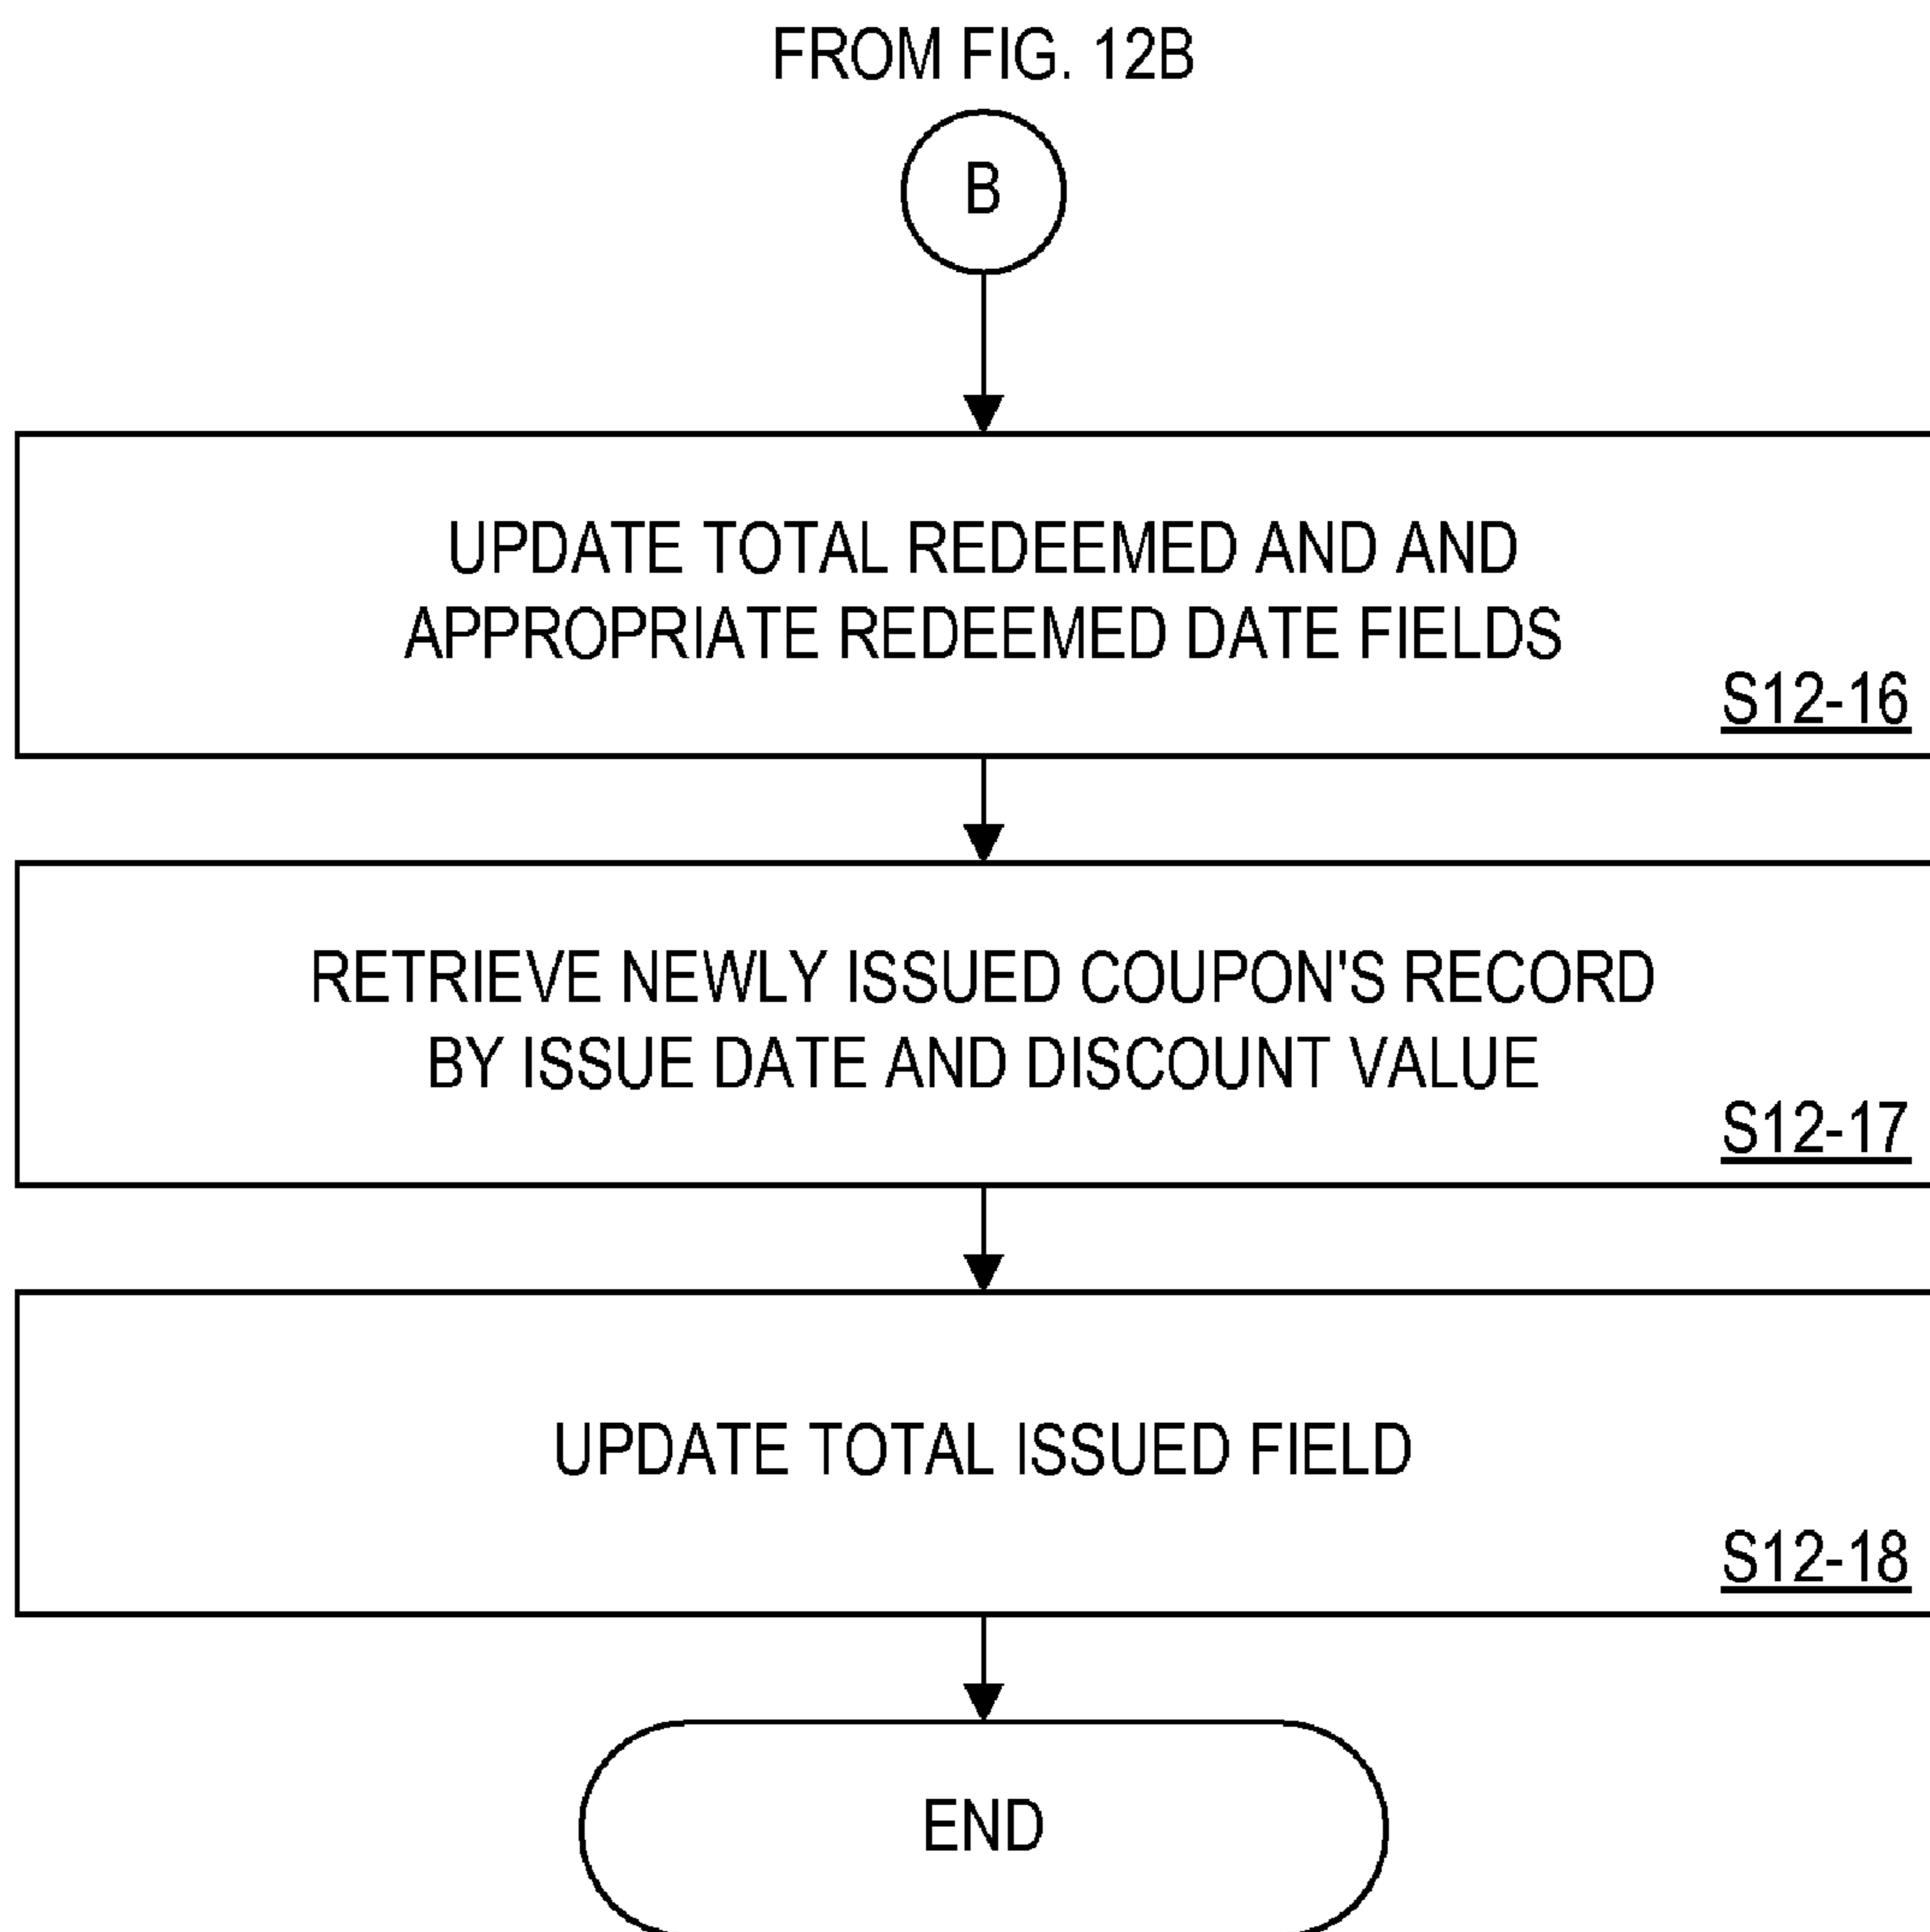 FROM FIG. 12B
B
UPDATE TOTAL REDEEMED AND AND
APPROPRIATE REDEEMED DATE FIELDS
S12-16
RETRIEVE NEWLY ISSUED COUPON'S RECORD
BY ISSUE DATE AND DISCOUNT VALUE
S12-17
UPDATE TOTAL ISSUED FIELD
S12-18
END